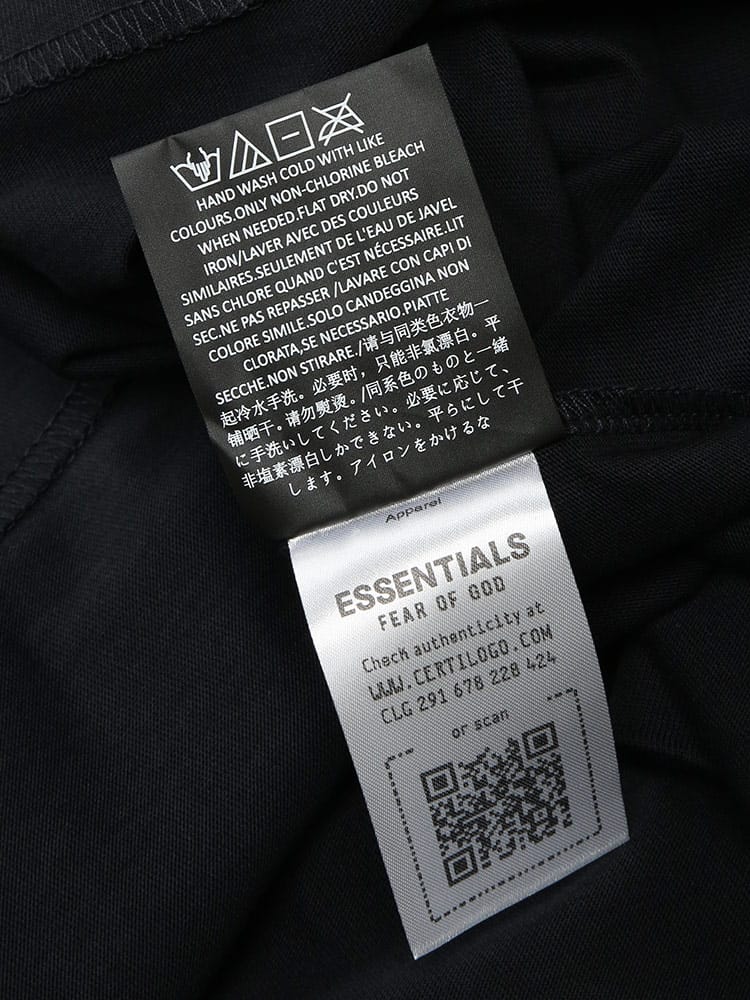 HAND WASH COLD WITH LIKE
COLOURS.ONLY NON-CHLORINE BLEACH
WHEN NEEDED.FLAT DRY.DO NOT
IRON/LAVER AVEC DES COULEURS
SIMILAIRES.SEULEMENT DE L'EAU DE JAVEL
SANS CHLORE QUAND C'EST NÉCESSAIRE.LIT
SEC.NE PAS REPASSER /LAVARE CON CAPI DI
COLORE SIMILE.SOLO CANDEGGINA NON
CLORATA,SE NECESSARIO.PIATTE
SECCHE.NON STIRARE./请与同类色衣物一
起冷水手洗。必要时，只能非氯漂白。平
铺晒干。请勿熨烫。/同系色のものと一緒
に手洗いしてください。必要に応じて、
非塩素漂白しかできない。平らにして干
します。アイロンをかけるな
Apparel
ESSENTIALS
FEAR OF GOD
Check authenticity at
WWW.CERTILOGO.COM
CLG 291 678 228 424
or scan